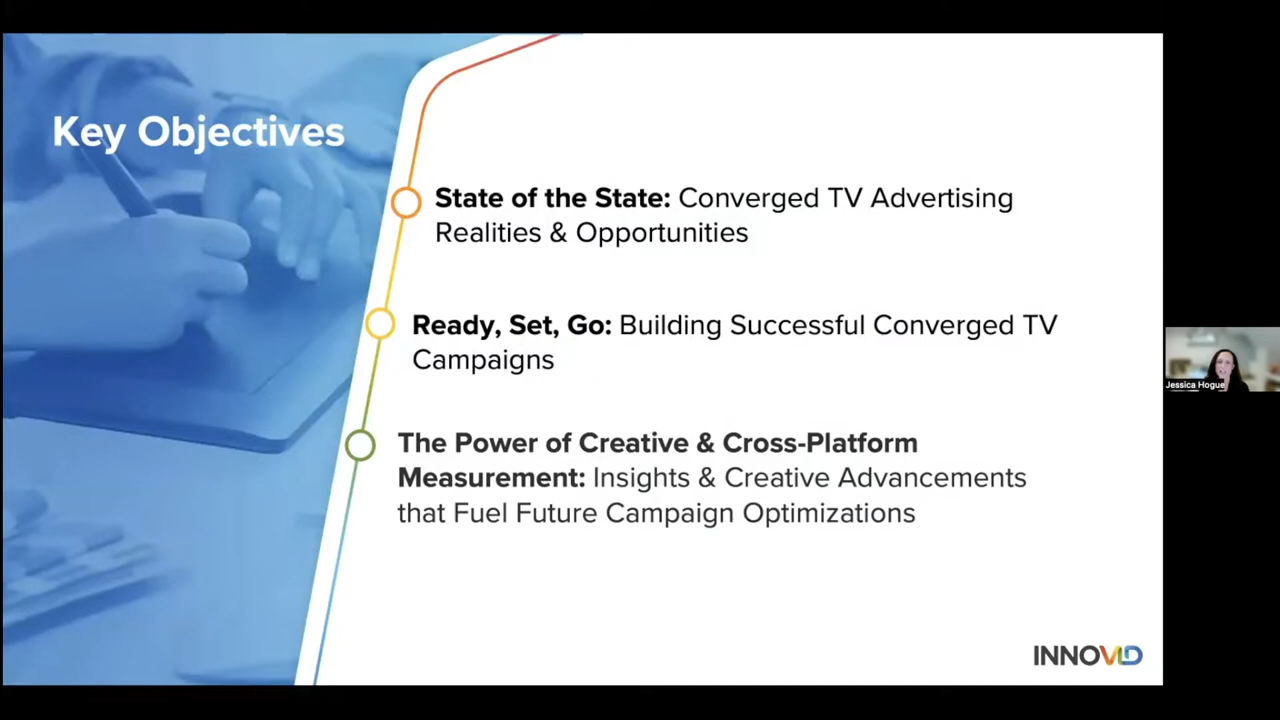 Key Objectives
State of the State: Converged TV Advertising
Realities & Opportunities
Ready, Set, Go: Building Successful Converged TV
Campaigns
The Power of Creative & Cross-Platform
Measurement: Insights & Creative Advancements
that Fuel Future Campaign Optimizations
Jessica Hogue
INNOVID